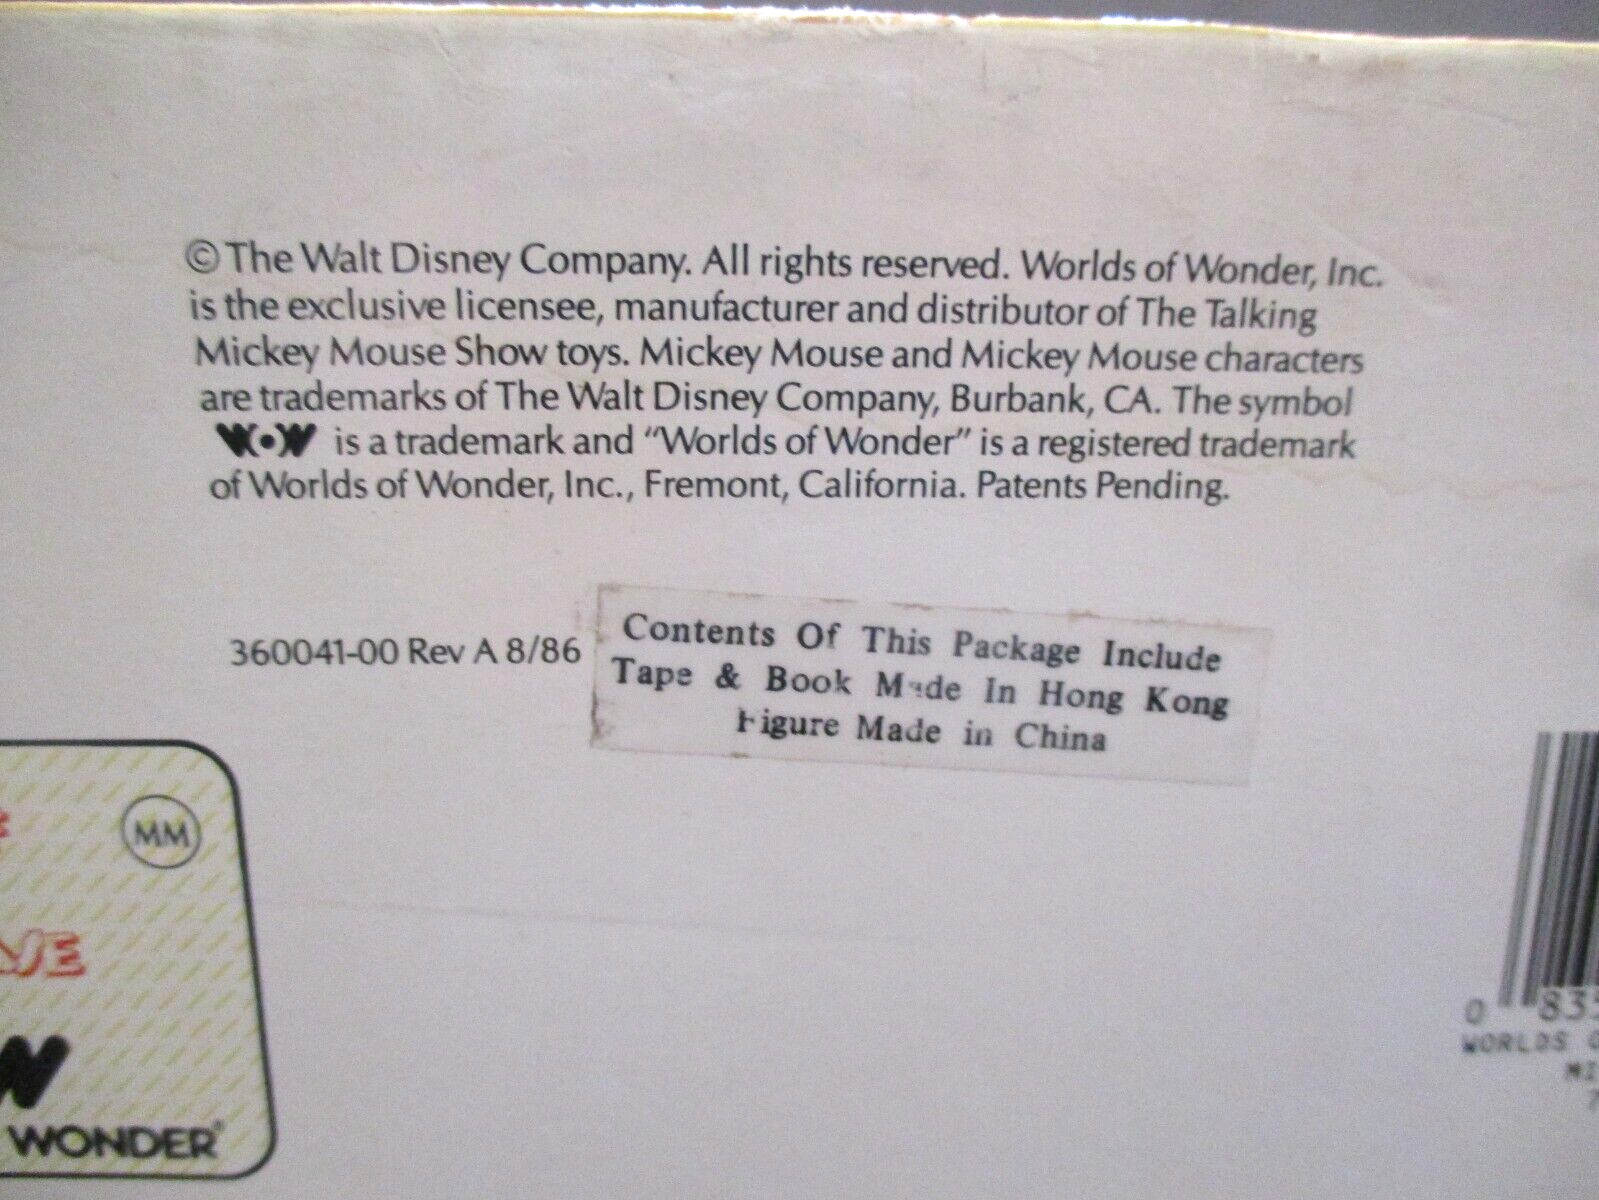 © The Walt Disney Company. All rights reserved. Worlds of Wonder, Inc.
is the exclusive licensee, manufacturer and distributor of The Talking
Mickey Mouse Show toys. Mickey Mouse and Mickey Mouse characters
are trademarks of The Walt Disney Company, Burbank, CA. The symbol
W·W is a trademark and "Worlds of Wonder" is a registered trademark
of Worlds of Wonder, Inc., Fremont, California. Patents Pending.
360041-00 Rev A 8/86
Contents Of This Package Include
Tape & Book Made In Hong Kong
Figure Made in China
MM
WONDER®
0 835
WORLDS